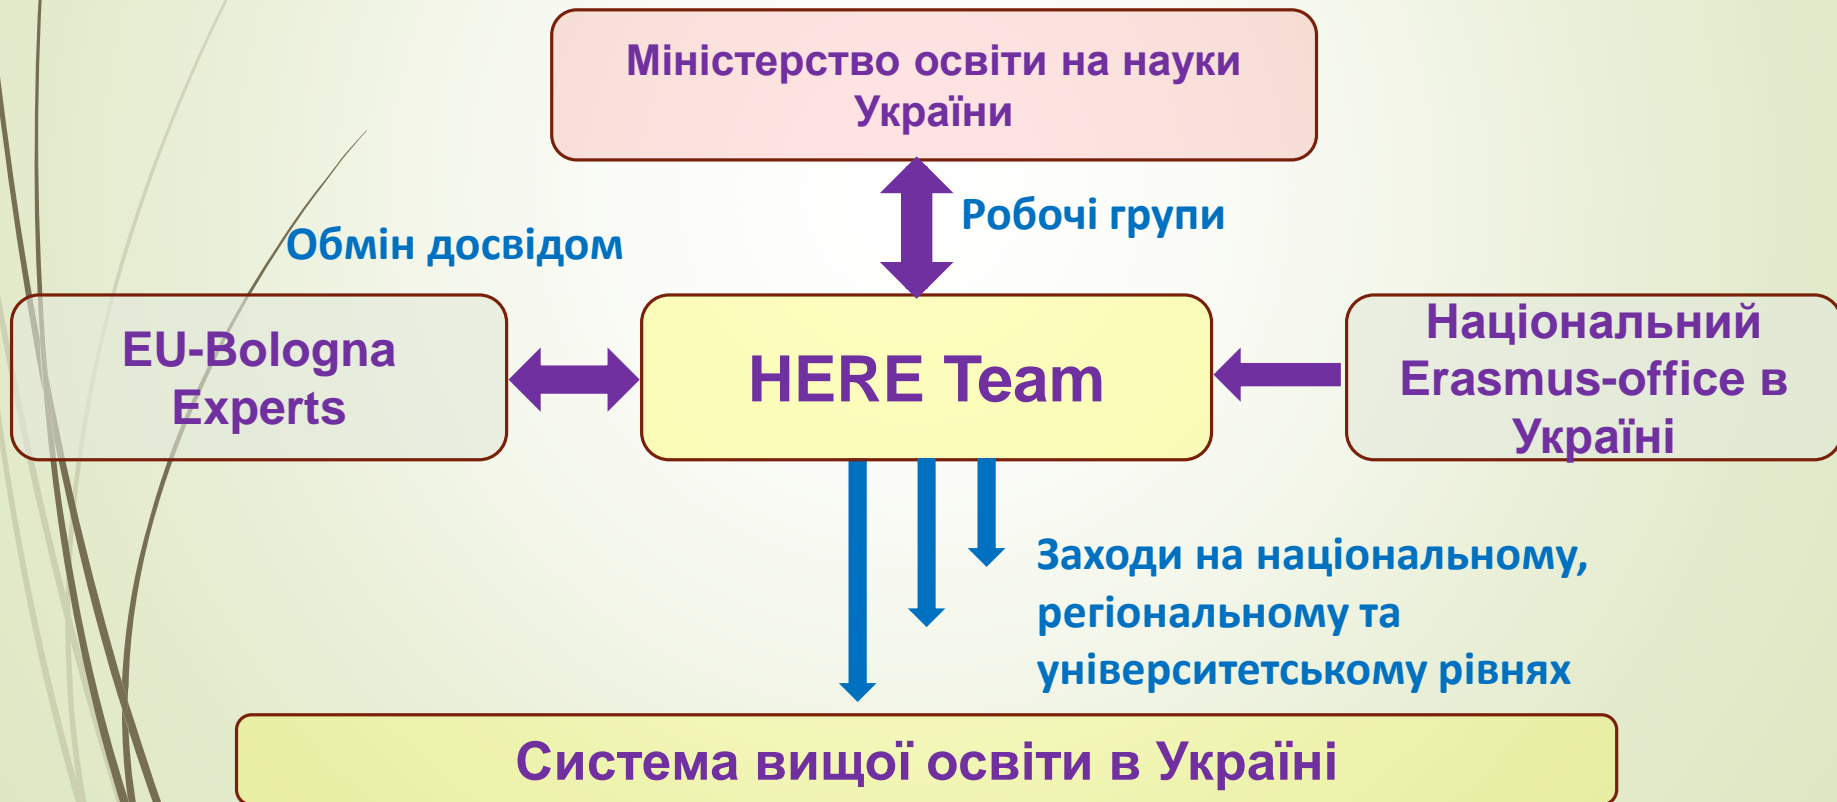 Міністерство освіти на науки
України
Робочі групи
Обмін досвідом
EU-Bologna
Experts
HERE Team
Національний
Erasmus-office в
Україні
Заходи на національному,
регіональному та
університетському рівнях
Система вищої освіти в Україні